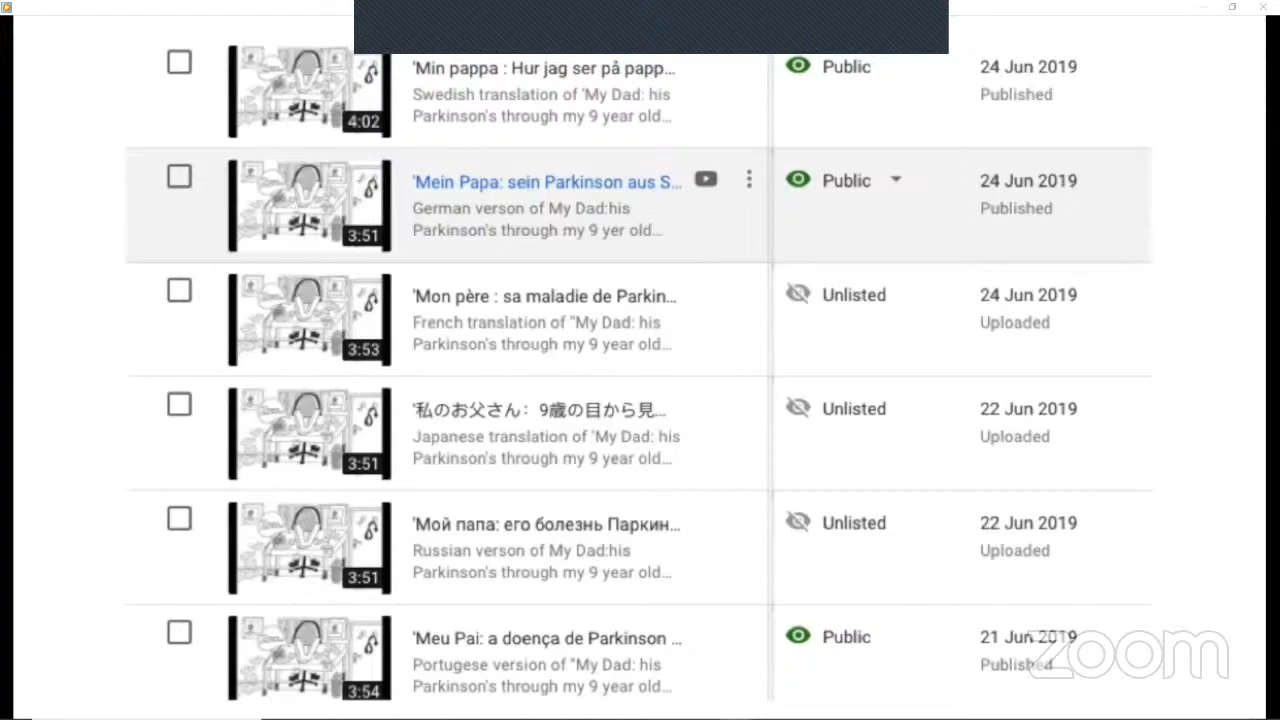 'Min pappa : Hur jag ser på papp...
Public
24 Jun 2019
Swedish translation of 'My Dad: his
Published
Parkinson's through my 9 year old...
4:02
'Mein Papa: sein Parkinson aus S...
Public
24 Jun 2019
German verson of My Dad:his
Published
Parkinson's through my 9 yer old...
3:51
'Mon père : sa maladie de Parkin...
Unlisted
24 Jun 2019
French translation of "My Dad: his
Uploaded
Parkinson's through my 9 year old...
3:53
'私のお父さん：9歳の目から見...
Unlisted
22 Jun 2019
Japanese translation of 'My Dad: his
Uploaded
Parkinson's through my 9 year old...
3:51
'Мой папа: его болезнь Паркин...
Unlisted
22 Jun 2019
Russian verson of My Dad:his
Uploaded
Parkinson's through my 9 year old...
3:51
'Meu Pai: a doença de Parkinson ...
Public
21 Jun 2019
Portugese version of "My Dad: his
Published
Parkinson's through my 9 year old...
3:54
zoom